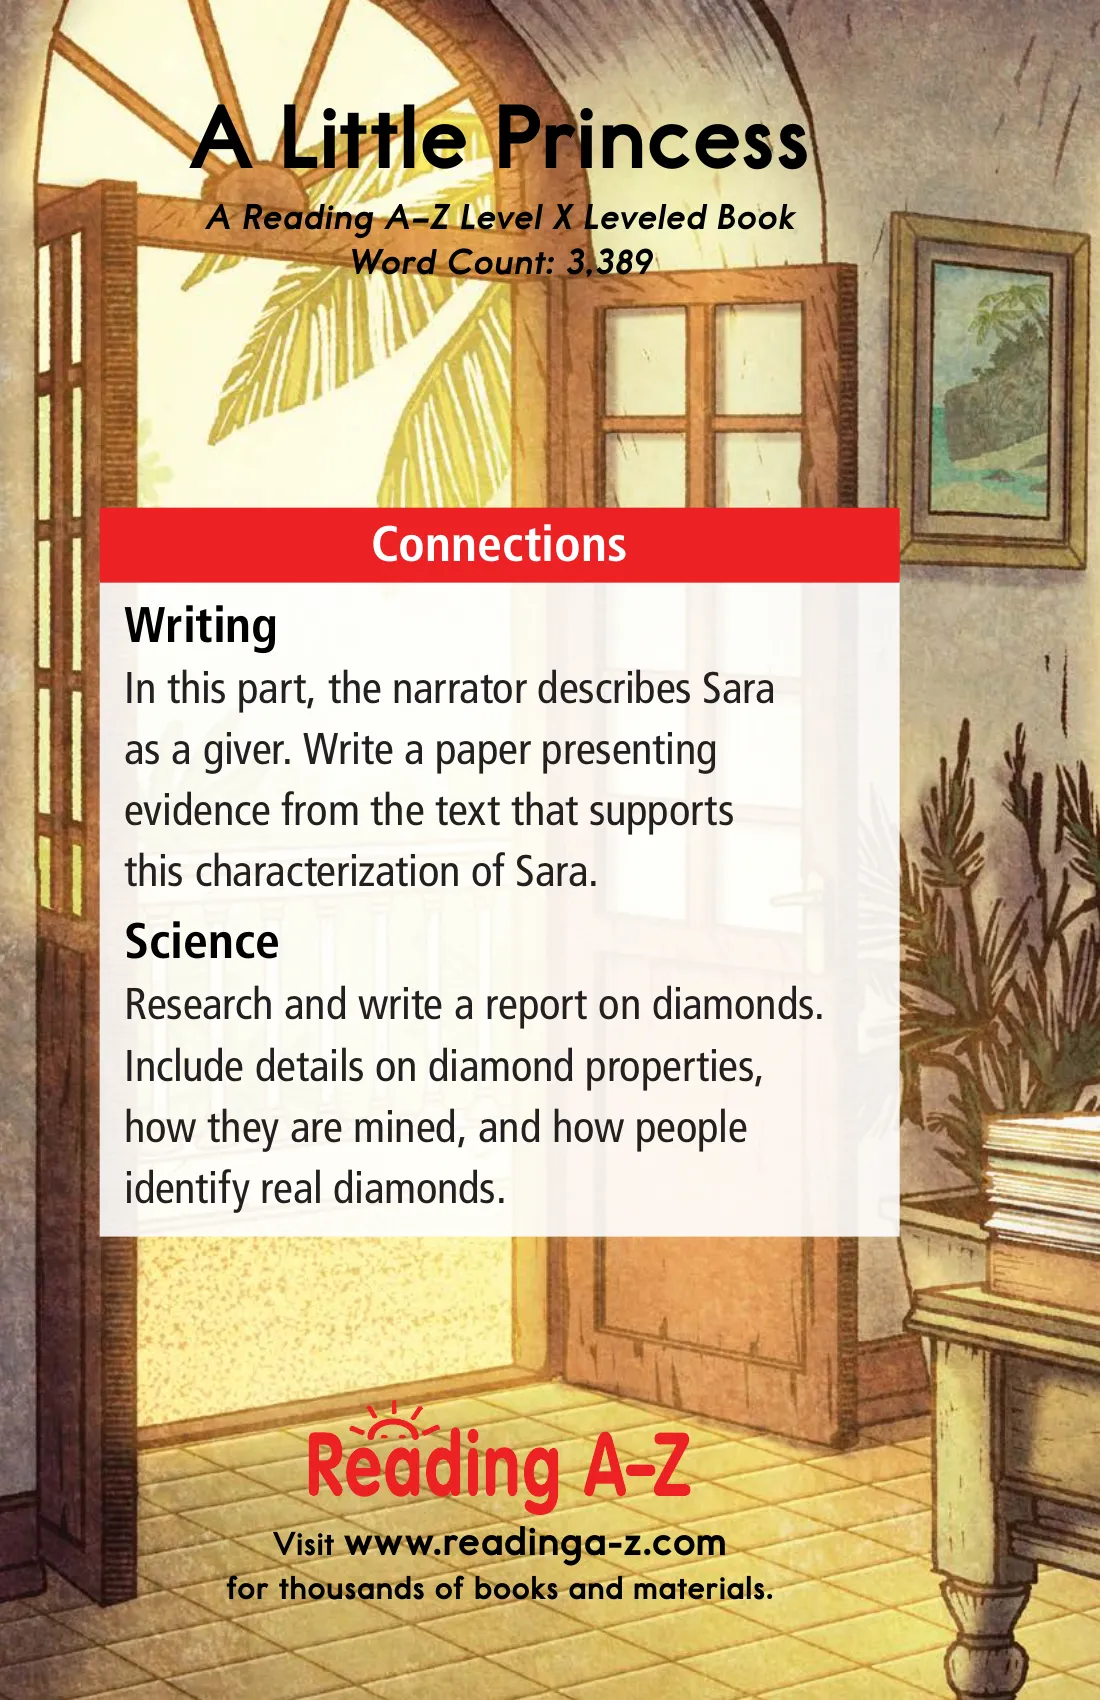 A Little Princess
A Reading A–Z Level X Leveled Book
Word Count: 3,389
Connections
Writing
In this part, the narrator describes Sara
as a giver. Write a paper presenting
evidence from the text that supports
this characterization of Sara.
Science
Research and write a report on diamonds.
Include details on diamond properties,
how they are mined, and how people
identify real diamonds.
Reading A-Z
Visit www.readinga-z.com
for thousands of books and materials.